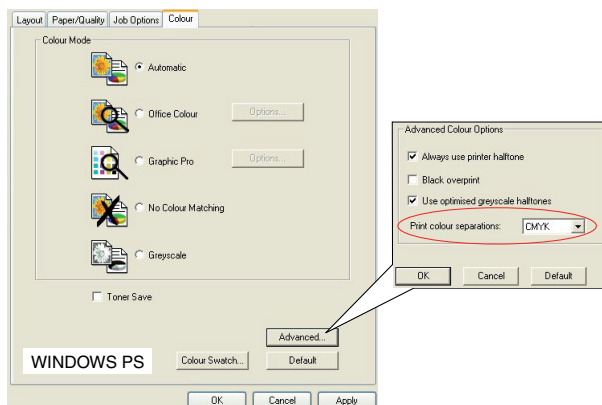 Layout Paper/Quality Job Options Colour
Colour Mode
Automatic
Office Colour Options...
Graphic Pro Options...
No Colour Matching
Greyscale
Toner Save
Advanced...
WINDOWS PS Colour Swatch... Default
OK Cancel Apply
Advanced Colour Options
Always use printer halftone
Black overprint
Use optimised greyscale halftones
Print colour separations: CMYK
OK Cancel Default